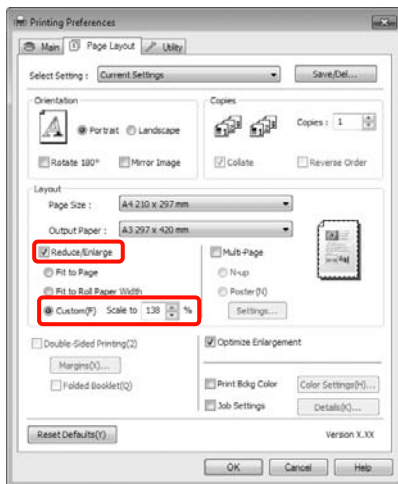 Printing Preferences
Main
Page Layout
Utility
Select Setting : Current Settings
Save/Del...
Orientation
Portrait
Landscape
Rotate 180°
Mirror Image
Copies
Copies : 1
Collate
Reverse Order
Layout
Page Size : A4 210 x 297 mm
Output Paper : A3 297 x 420 mm
Reduce/Enlarge
Fit to Page
Fit to Roll Paper Width
Custom(F) Scale to 138 %
Multi-Page
N-up
Poster(N)
Settings...
Double-Sided Printing(2)
Margins(X)...
Folded Booklet(Q)
Optimize Enlargement
Print Bckg Color
Color Settings(H)...
Job Settings
Details(K)...
Reset Defaults(Y)
Version X.XX
OK
Cancel
Help